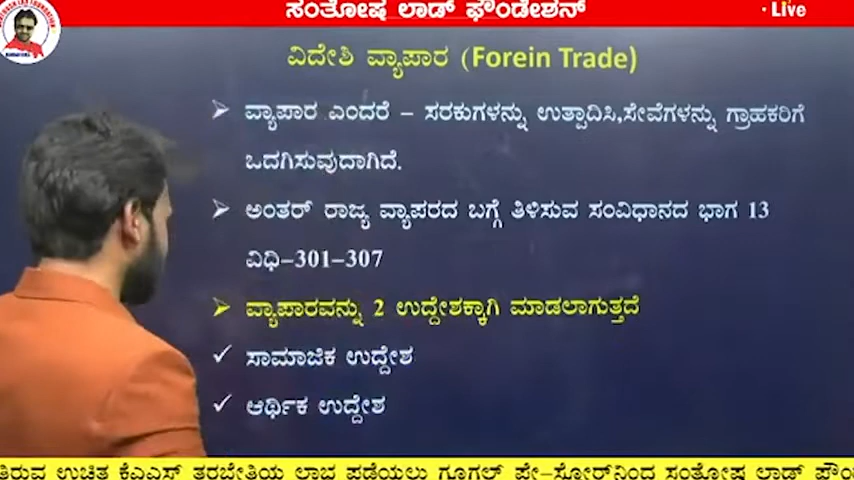 ಸಂತೋಷ ಲಾಡ್ ಫೌಂಡೇಶನ್
• Live
ವಿದೇಶಿ ವ್ಯಾಪಾರ (Forein Trade)
➢ ವ್ಯಾಪಾರ ಎಂದರೆ – ಸರಕುಗಳನ್ನು ಉತ್ಪಾದಿಸಿ,ಸೇವೆಗಳನ್ನು ಗ್ರಾಹಕರಿಗೆ
ಒದಗಿಸುವುದಾಗಿದೆ.
➢ ಅಂತರ್ ರಾಜ್ಯ ವ್ಯಾಪರದ ಬಗ್ಗೆ ತಿಳಿಸುವ ಸಂವಿಧಾನದ ಭಾಗ 13
ವಿಧಿ–301–307
➢ ವ್ಯಾಪಾರವನ್ನು 2 ಉದ್ದೇಶಕ್ಕಾಗಿ ಮಾಡಲಾಗುತ್ತದೆ
✓ ಸಾಮಾಜಿಕ ಉದ್ದೇಶ
✓ ಆರ್ಥಿಕ ಉದ್ದೇಶ
ಉಚಿತ ಕೆಎಎಸ್ ತರಬೇತಿಯ ಲಾಭ ಪಡೆಯಲು ಗೂಗಲ್ ಪ್ಲೇ–ಸ್ಟೋರ್‌ನಿಂದ ಸಂತೋಷ ಲಾಡ್